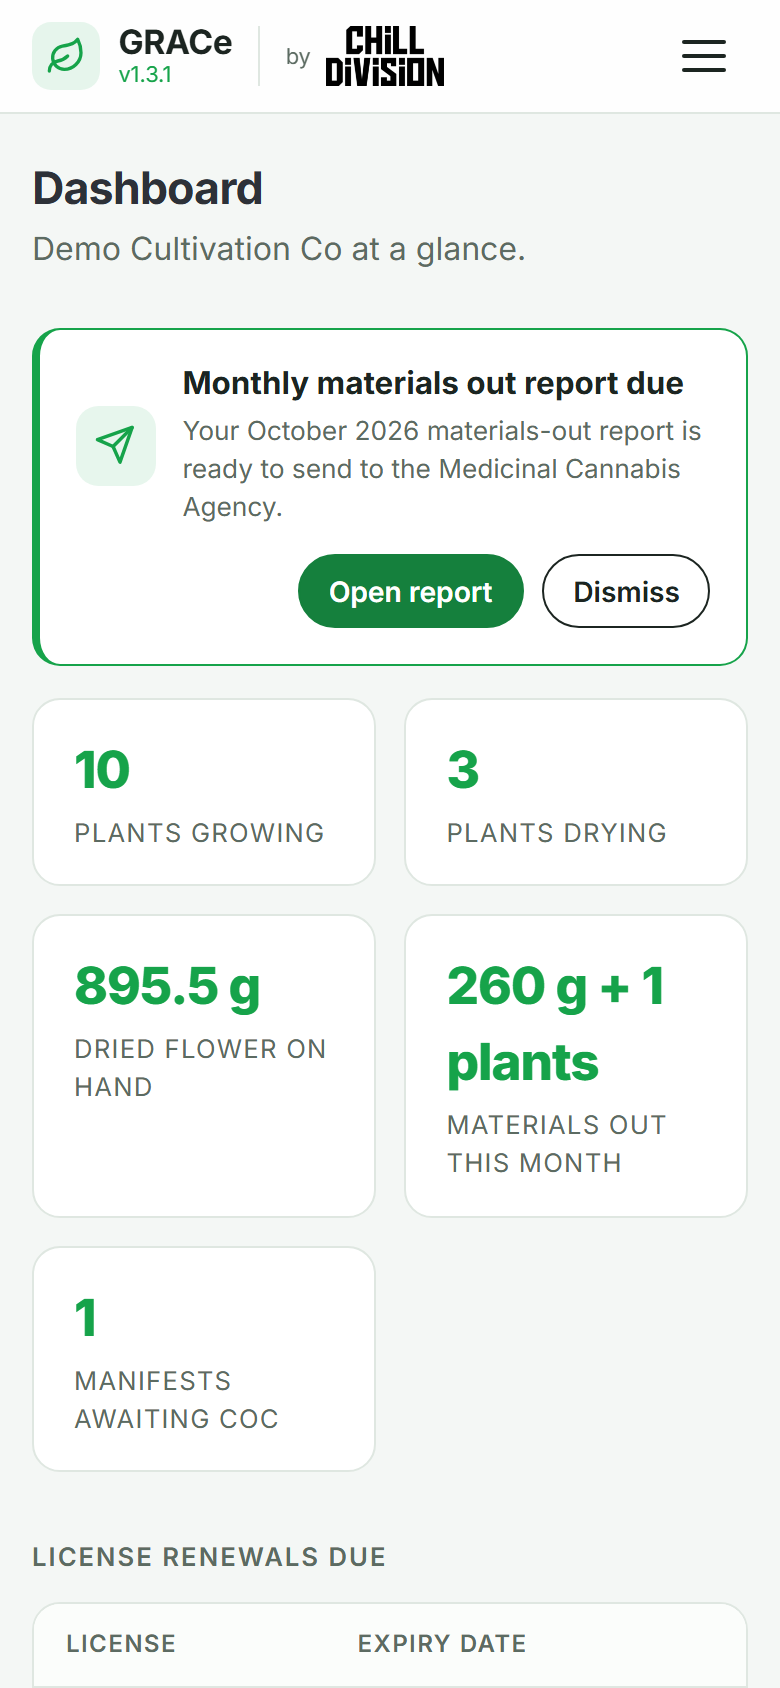 GRACe
v1.3.1
by
CHiLL
DiViSiON
Dashboard
Demo Cultivation Co at a glance.
Monthly materials out report due
Your October 2026 materials-out report is
ready to send to the Medicinal Cannabis
Agency.
Open report
Dismiss
10
PLANTS GROWING
3
PLANTS DRYING
895.5 g
DRIED FLOWER ON
HAND
260 g + 1
plants
MATERIALS OUT
THIS MONTH
1
MANIFESTS
AWAITING COC
LICENSE RENEWALS DUE
LICENSE
EXPIRY DATE